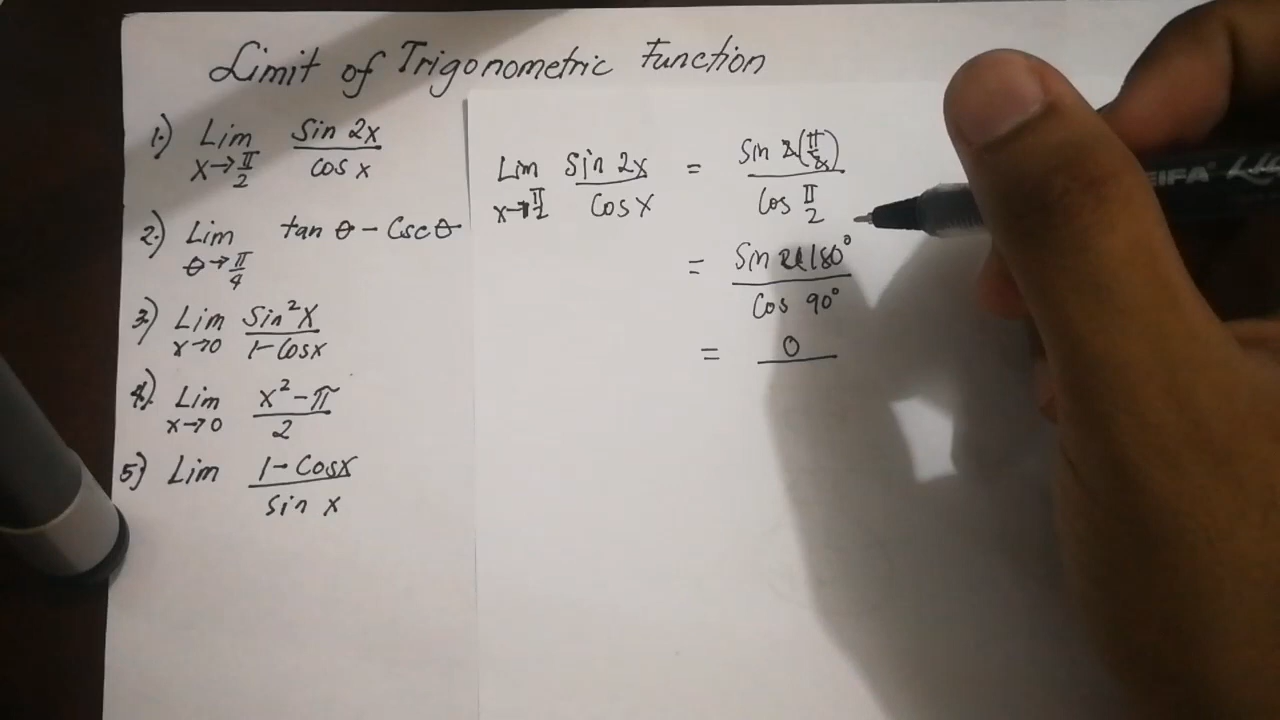 Limit of Trigonometric Function
1.) Lim x→π/2 sin 2x / cos x
2.) Lim θ→π/4 tan θ - Csc θ
3.) Lim x→0 Sin²x / 1-Cosx
4.) Lim x→0 x²-π / 2
5.) Lim 1-Cosx / sin x
Lim x→π/2 Sin 2x / Cosx = Sin 2(π/2) / Cos π/2
= Sin 180° / Cos 90°
= 0
EIFA